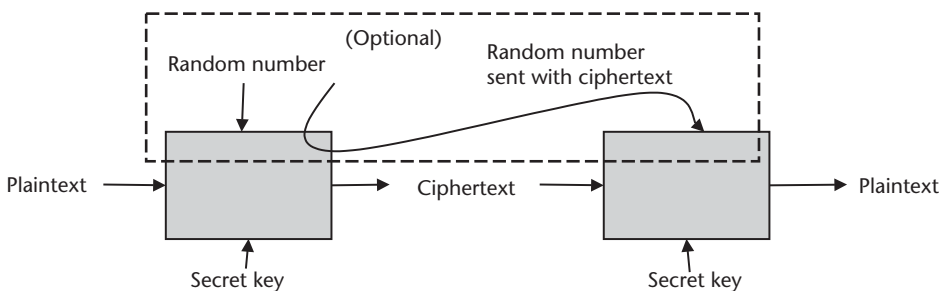 (Optional)
Random number
Random number
sent with ciphertext
Plaintext
Ciphertext
Plaintext
Secret key
Secret key